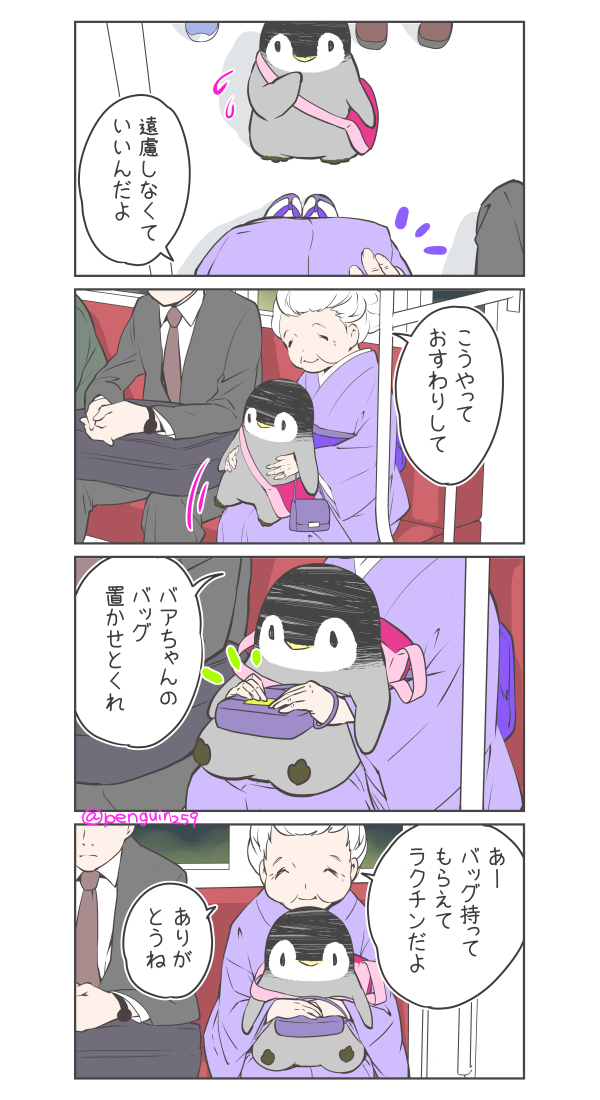 遠慮しなくて
いいんだよ
こうやって
おすわりして
バアちゃんの
バッグ
置かせとくれ
@penguin259
あー
バッグ持って
もらえて
ラクチンだよ
ありが
とうね